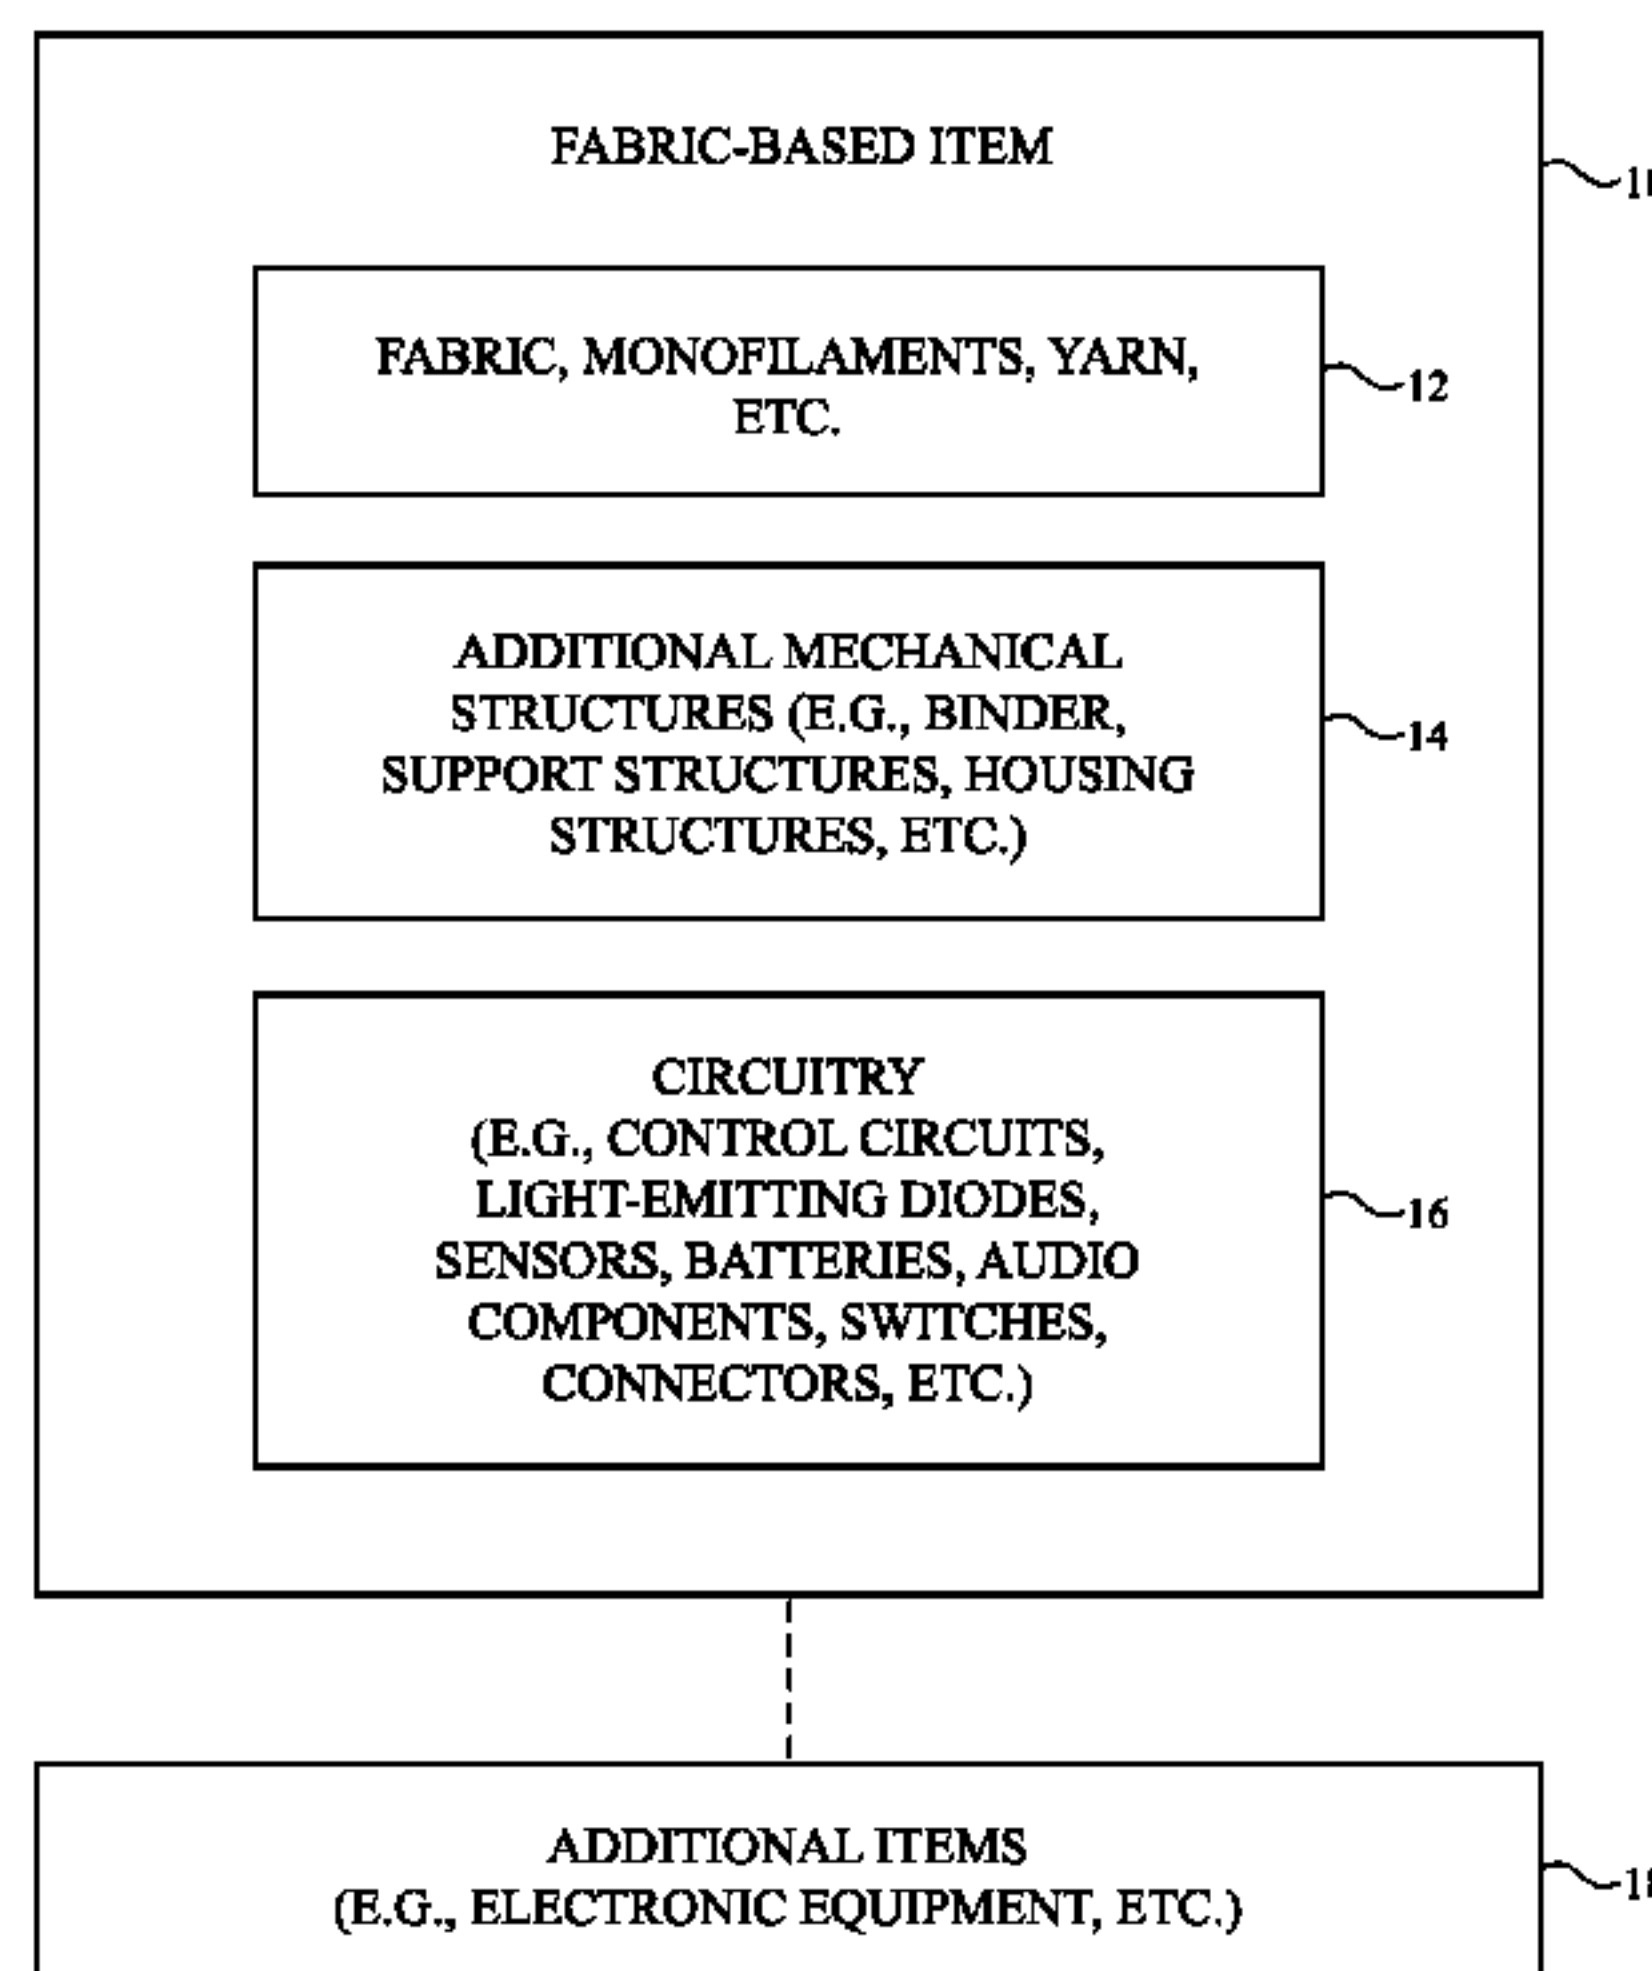 FABRIC-BASED ITEM
FABRIC, MONOFILAMENTS, YARN,
ETC.
12
ADDITIONAL MECHANICAL
STRUCTURES (E.G., BINDER,
SUPPORT STRUCTURES, HOUSING
STRUCTURES, ETC.)
14
CIRCUITRY
(E.G., CONTROL CIRCUITS,
LIGHT-EMITTING DIODES,
SENSORS, BATTERIES, AUDIO
COMPONENTS, SWITCHES,
CONNECTORS, ETC.)
16
ADDITIONAL ITEMS
(E.G., ELECTRONIC EQUIPMENT, ETC.)